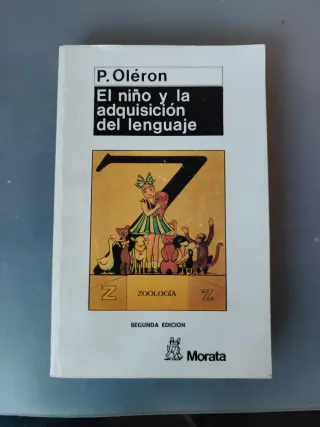 P. Oléron
El niño y la
adquisición
del lenguaje
Z
Z ZOOLOGÍA Z
SEGUNDA EDICION
Morata